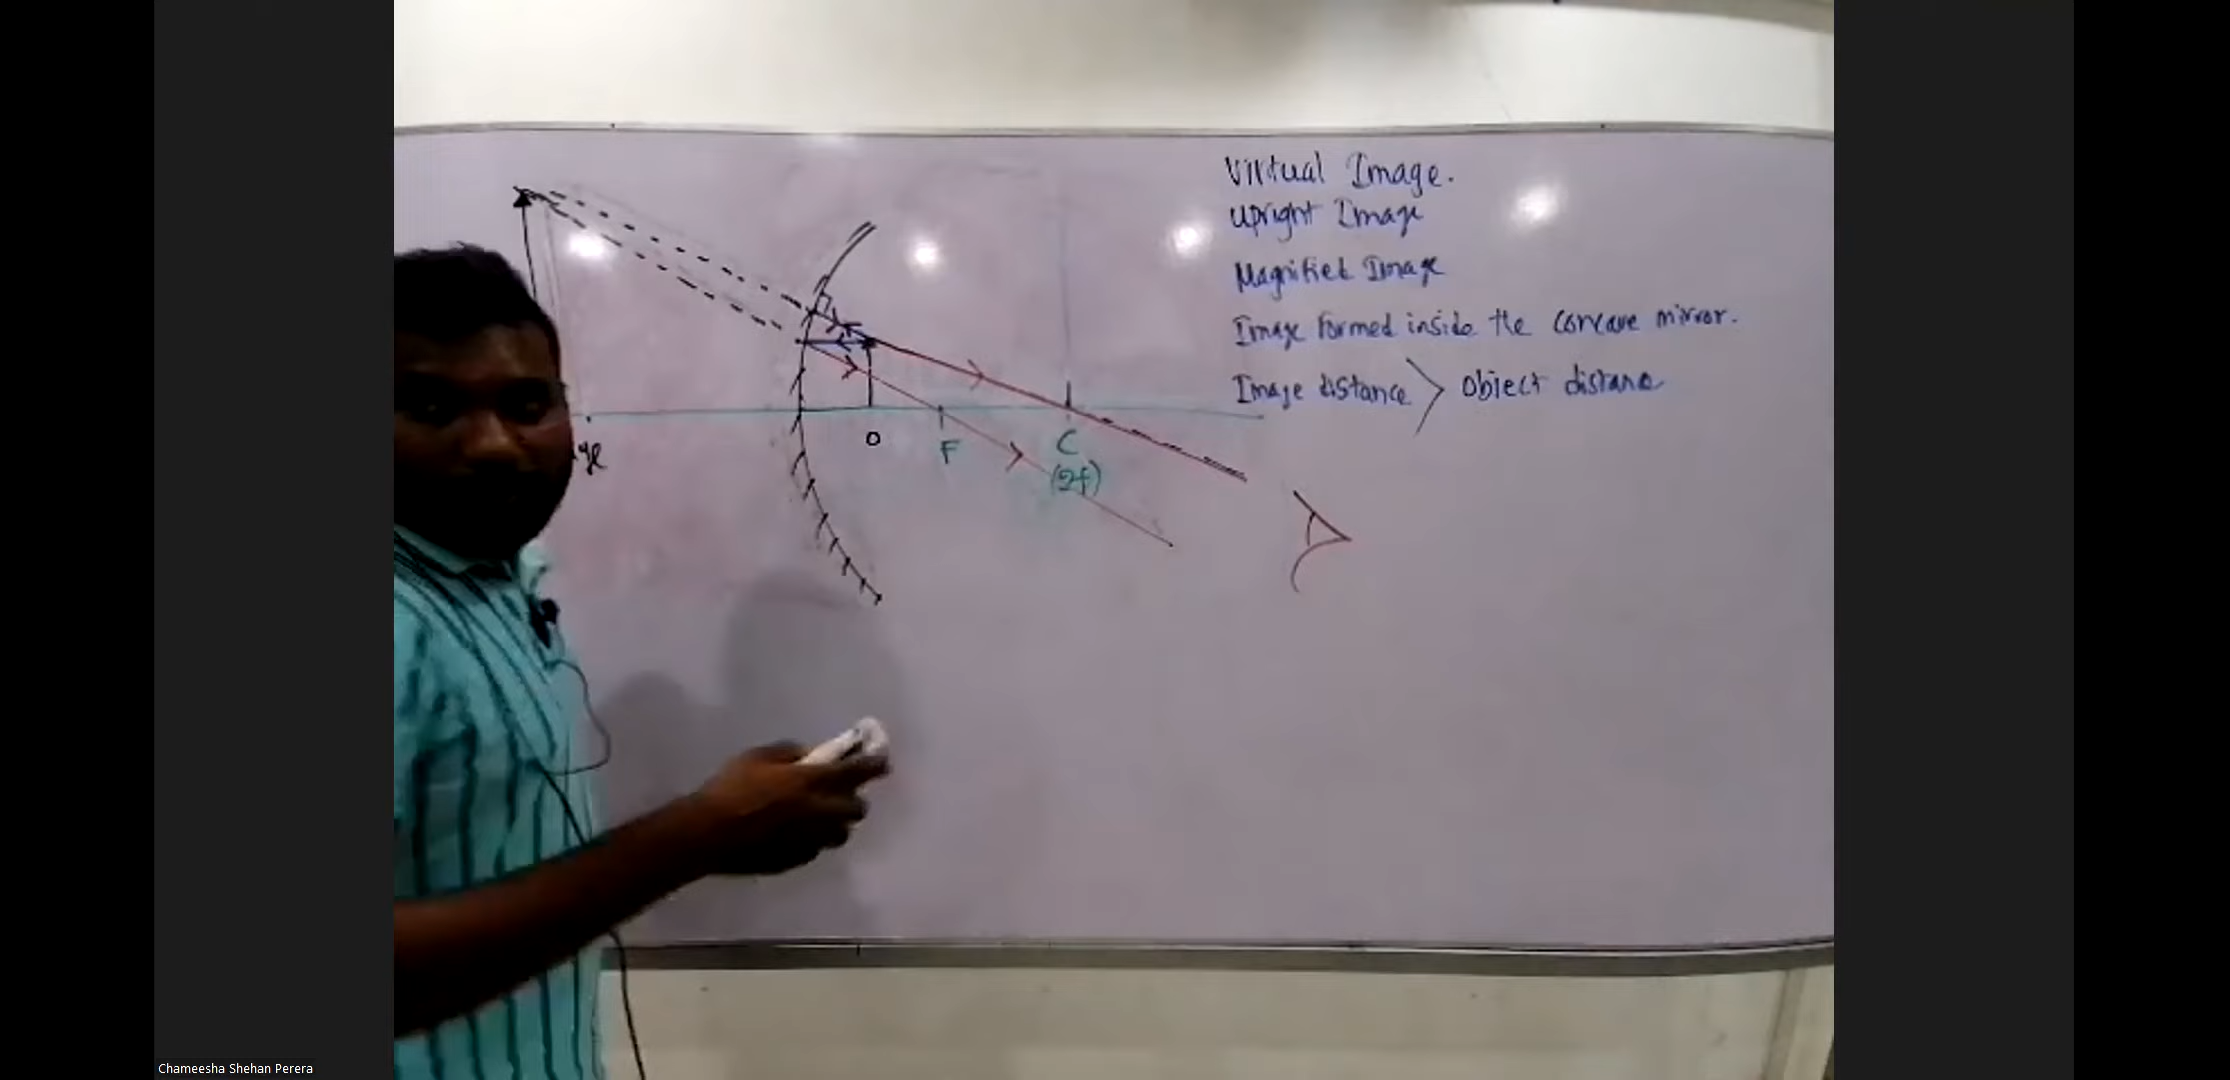 Virtual Image.
Upright Image
Magnified Image
Image formed inside the concave mirror.
Image distance > Object distance
O
F
C
(2f)
Chameesha Shehan Perera